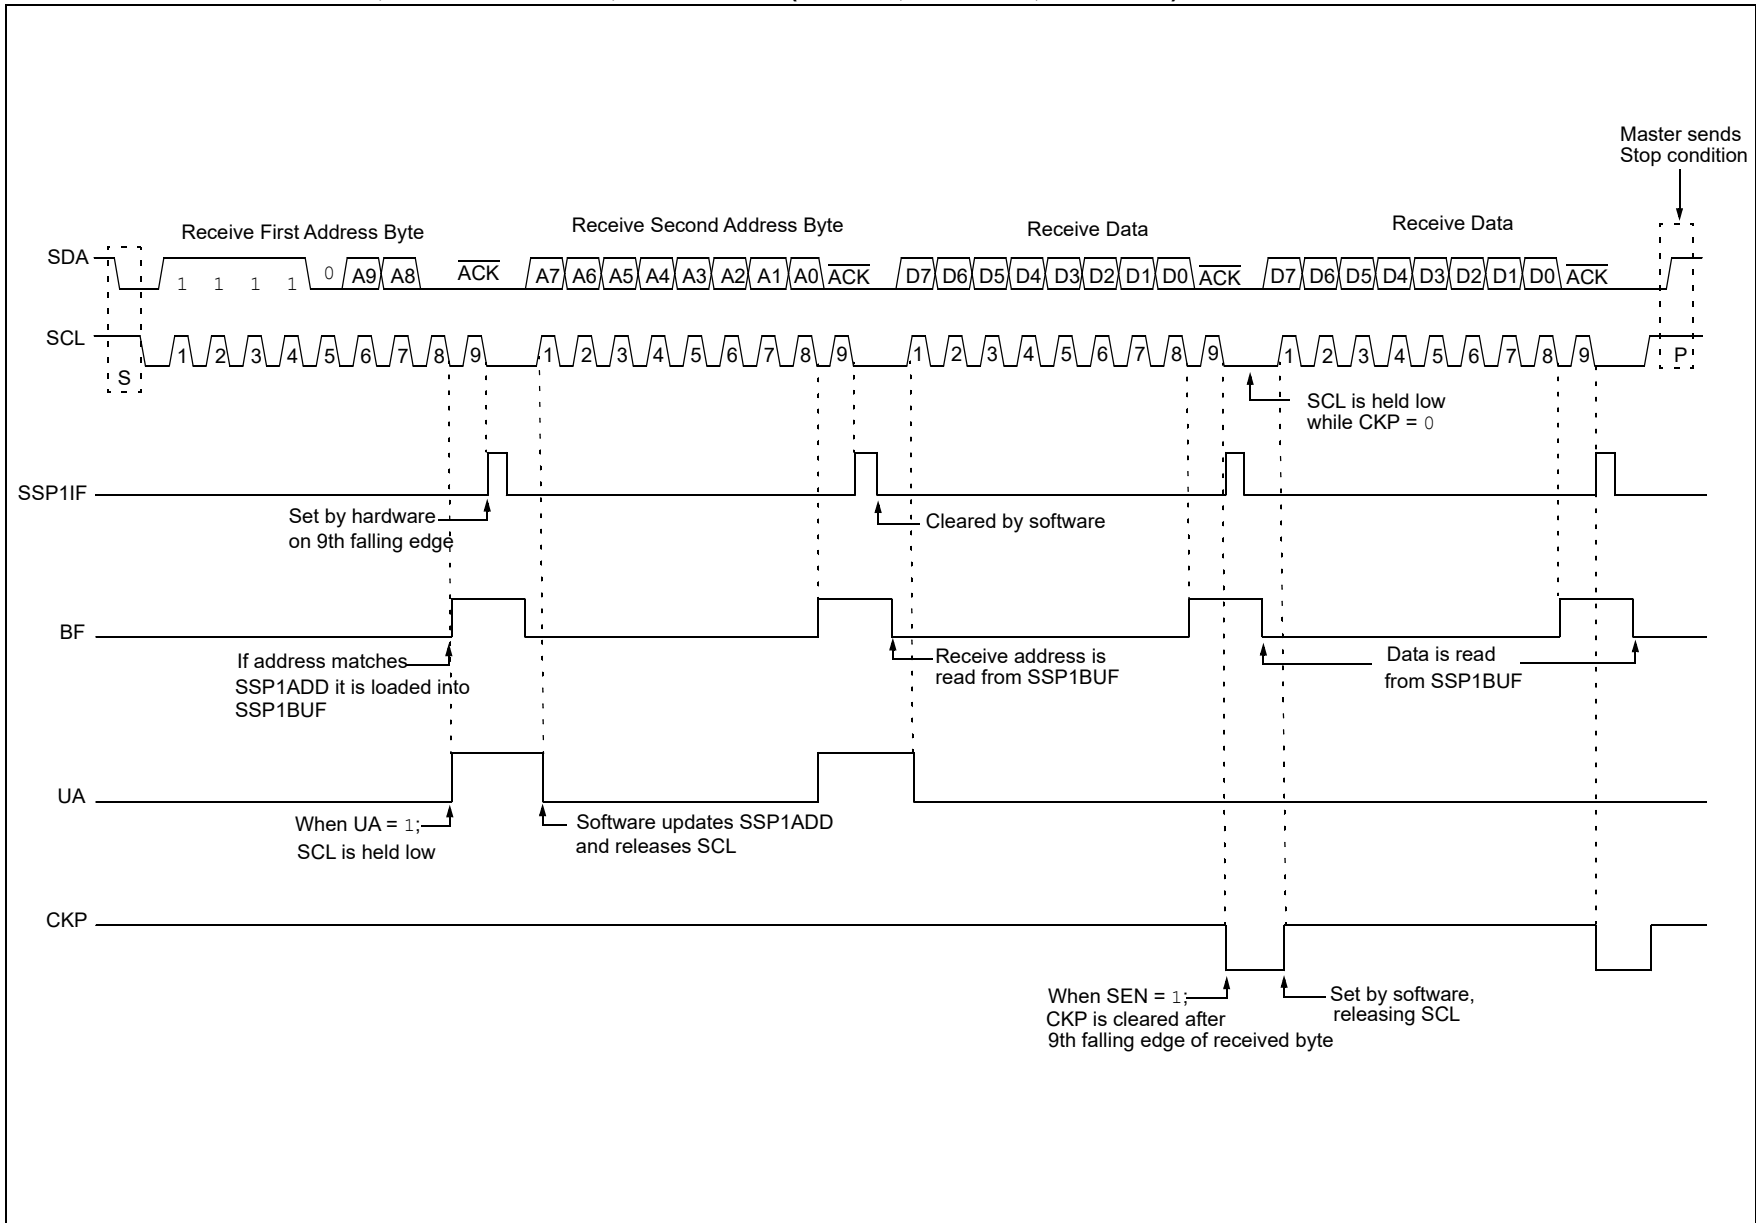 Master sends
Stop condition
Receive First Address Byte
Receive Second Address Byte
Receive Data
Receive Data
SDA
1 1 1 1 0 A9 A8 ACK A7 A6 A5 A4 A3 A2 A1 A0 ACK D7 D6 D5 D4 D3 D2 D1 D0 ACK D7 D6 D5 D4 D3 D2 D1 D0 ACK
SCL
S 1 2 3 4 5 6 7 8 9 1 2 3 4 5 6 7 8 9 1 2 3 4 5 6 7 8 9 1 2 3 4 5 6 7 8 9 P
SCL is held low
while CKP = 0
SSP1IF
Set by hardware
on 9th falling edge
Cleared by software
BF
If address matches
SSP1ADD it is loaded into
SSP1BUF
Receive address is
read from SSP1BUF
Data is read
from SSP1BUF
UA
When UA = 1;
SCL is held low
Software updates SSP1ADD
and releases SCL
CKP
When SEN = 1;
CKP is cleared after
9th falling edge of received byte
Set by software,
releasing SCL